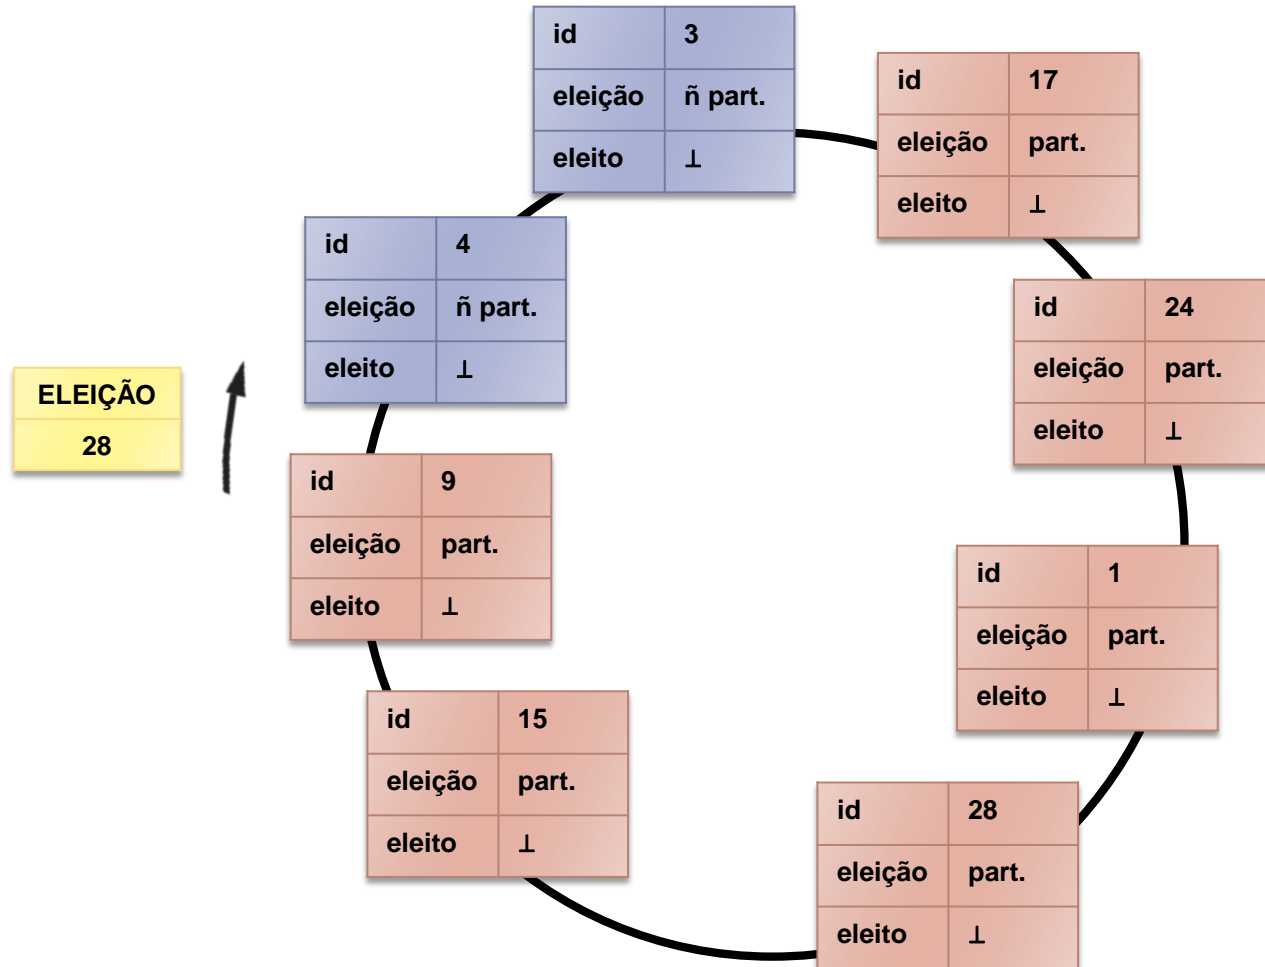 id 3
eleição ñ part.
eleito ⊥
id 17
eleição part.
eleito ⊥
id 4
eleição ñ part.
eleito ⊥
id 24
eleição part.
eleito ⊥
ELEIÇÃO
28
id 9
eleição part.
eleito ⊥
id 1
eleição part.
eleito ⊥
id 15
eleição part.
eleito ⊥
id 28
eleição part.
eleito ⊥